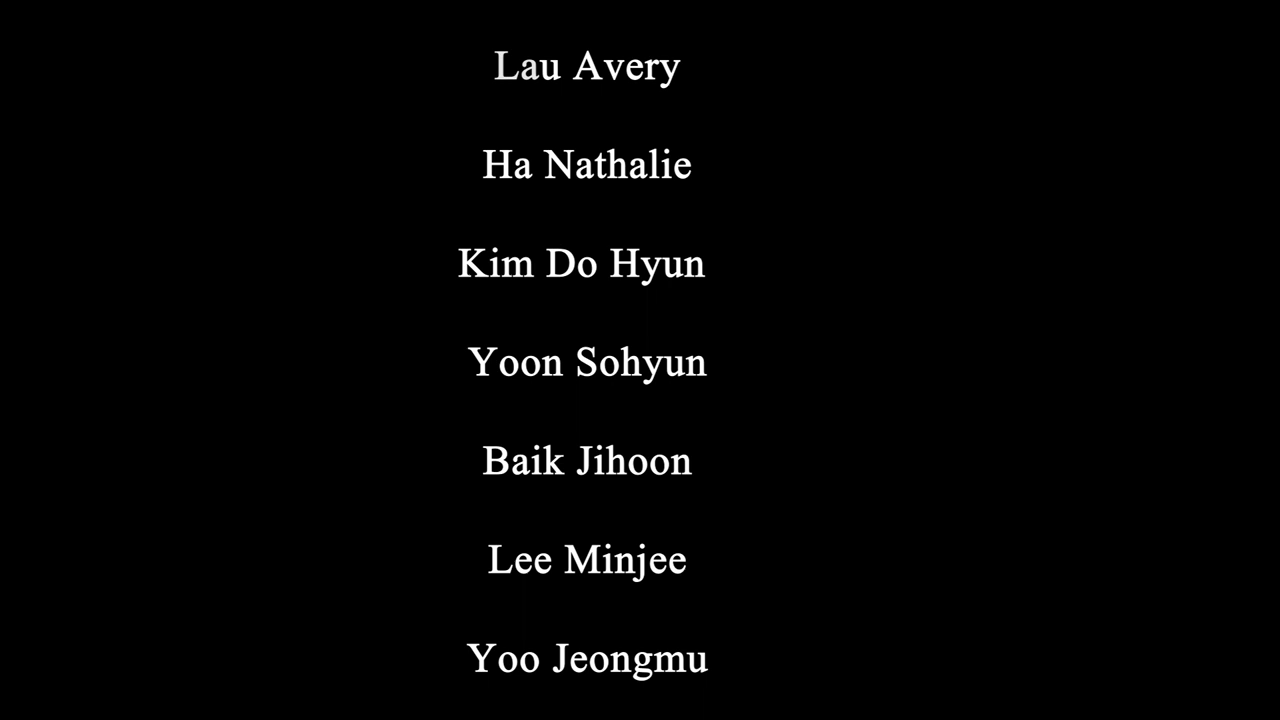 Lau Avery
Ha Nathalie
Kim Do Hyun
Yoon Sohyun
Baik Jihoon
Lee Minjee
Yoo Jeongmu